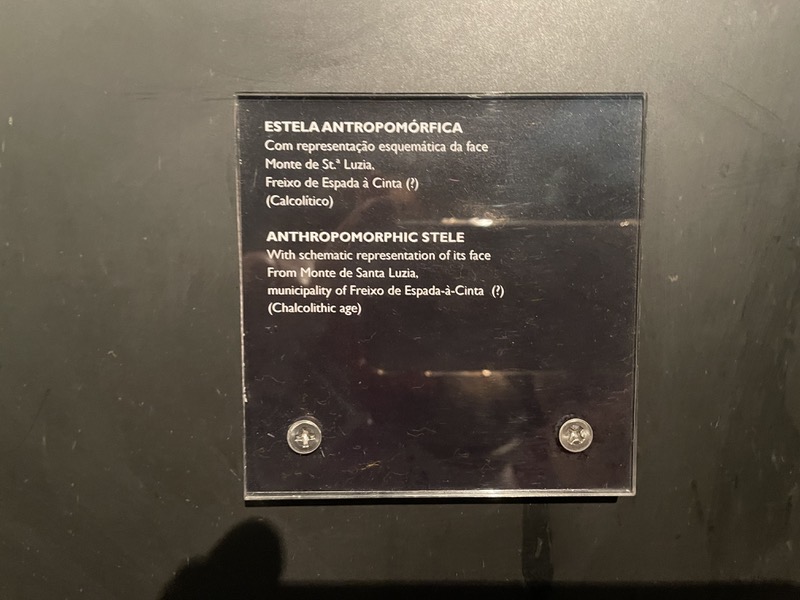 ESTELA ANTROPOMÓRFICA
Com representação esquemática da face
Monte de St.ª Luzia,
Freixo de Espada à Cinta (?)
(Calcolítico)
ANTHROPOMORPHIC STELE
With schematic representation of its face
From Monte de Santa Luzia,
municipality of Freixo de Espada-à-Cinta (?)
(Chalcolithic age)